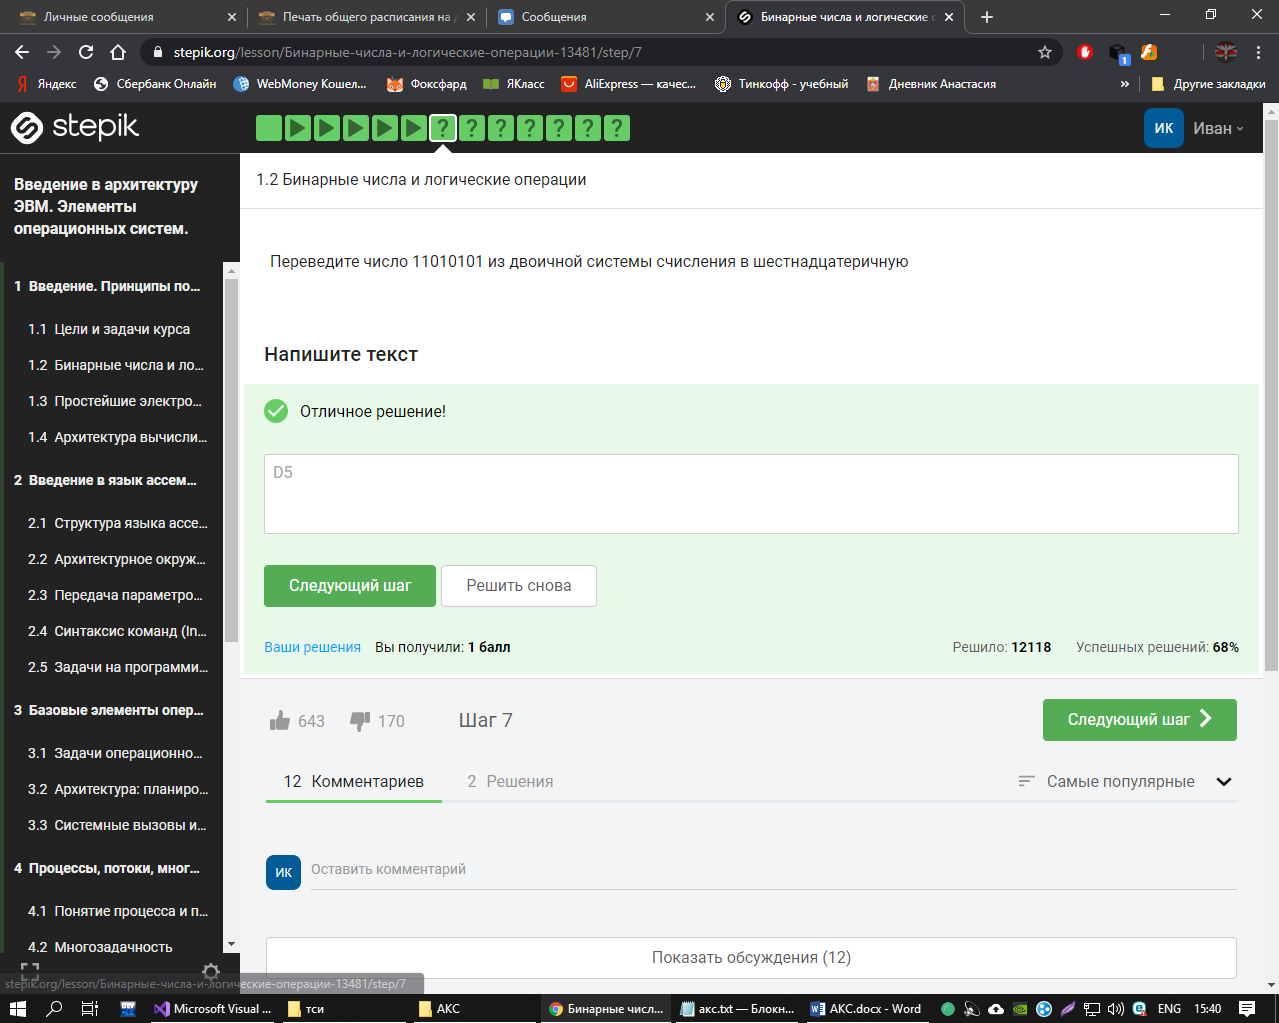 Личные сообщения
Печать общего расписания на д
Сообщения
Бинарные числа и логические о
stepik.org/lesson/Бинарные-числа-и-логические-операции-13481/step/7
Яндекс
Сбербанк Онлайн
WebMoney Кошел...
Фоксфорд
ЯКласс
AliExpress — качес...
Тинкофф - учебный
Дневник Анастасия
»
Другие закладки
stepik
? ? ? ? ? ? ?
ИК Иван
Введение в архитектуру
ЭВМ. Элементы
операционных систем.
1 Введение. Принципы по...
1.1 Цели и задачи курса
1.2 Бинарные числа и ло...
1.3 Простейшие электро...
1.4 Архитектура вычисли...
2 Введение в язык ассем...
2.1 Структура языка ассе...
2.2 Архитектурное окруж...
2.3 Передача параметро...
2.4 Синтаксис команд (In...
2.5 Задачи на программи...
3 Базовые элементы опер...
3.1 Задачи операционно...
3.2 Архитектура: планиро...
3.3 Системные вызовы и...
4 Процессы, потоки, мног...
4.1 Понятие процесса и п...
4.2 Многозадачность
1.2 Бинарные числа и логические операции
Переведите число 11010101 из двоичной системы счисления в шестнадцатеричную
Напишите текст
Отличное решение!
D5
Следующий шаг
Решить снова
Ваши решения Вы получили: 1 балл
Решило: 12118 Успешных решений: 68%
643 170 Шаг 7
Следующий шаг
12 Комментариев
2 Решения
Самые популярные
ИК Оставить комментарий
Показать обсуждения (12)
stepik.org/lesson/Бинарные-числа-и-логические-операции-13481/step/7
Microsoft Visual ...
тси
АКС
Бинарные числ...
акс.txt — Блокн...
АКС.docx - Word
ENG 15:40